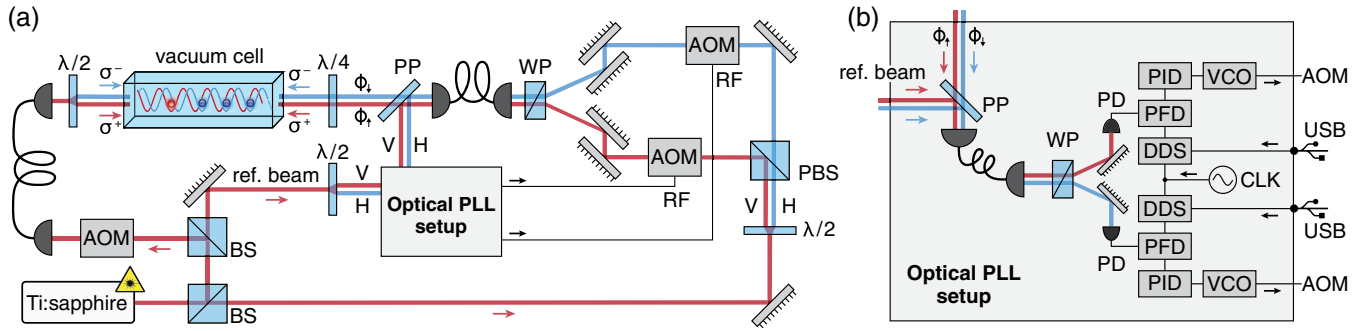 (a)
vacuum cell
λ/2
σ⁻
σ⁻
σ⁺
σ⁺
λ/4
Φ↓
Φ↑
PP
WP
AOM
RF
AOM
RF
V
H
λ/2
ref. beam
V
H
Optical PLL
setup
PBS
V
H
λ/2
AOM
BS
Ti:sapphire
BS
(b)
Φ↑
Φ↓
ref. beam
PP
WP
PD
PD
PID
VCO
AOM
PFD
DDS
USB
CLK
DDS
USB
PFD
PID
VCO
AOM
Optical PLL
setup